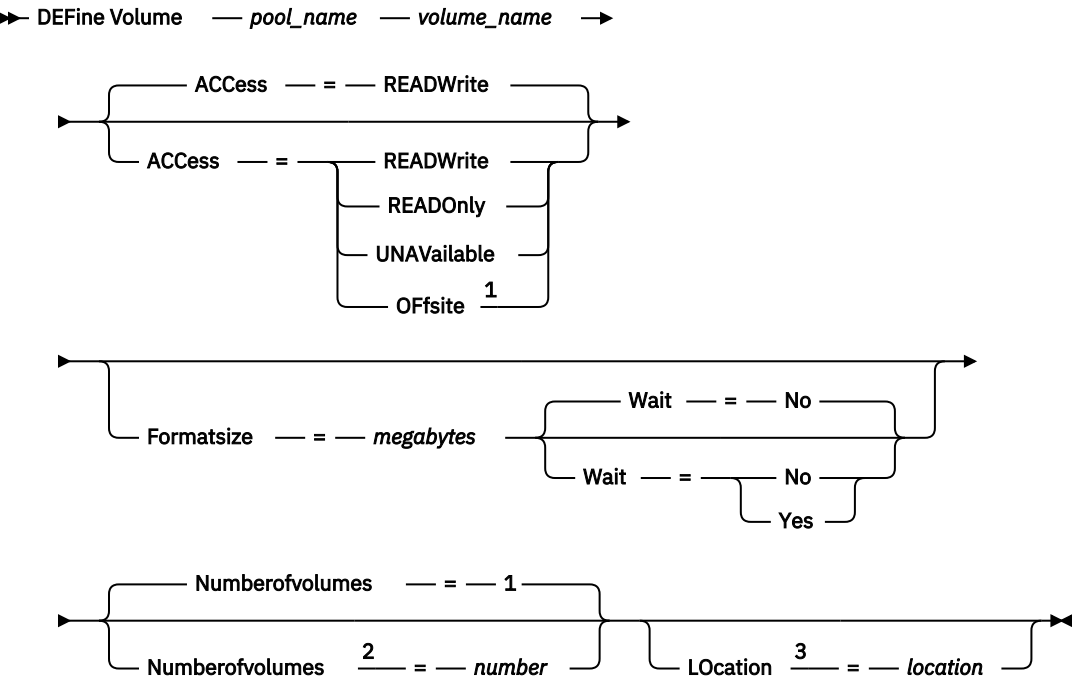 DEFine Volume pool_name volume_name
ACCess = READWrite
ACCess = READWrite
READOnly
UNAVailable
OFfsite 1
Wait = No
Formatsize = megabytes
Wait = No
Yes
Numberofvolumes = 1
Numberofvolumes 2 = number LOcation 3 = location